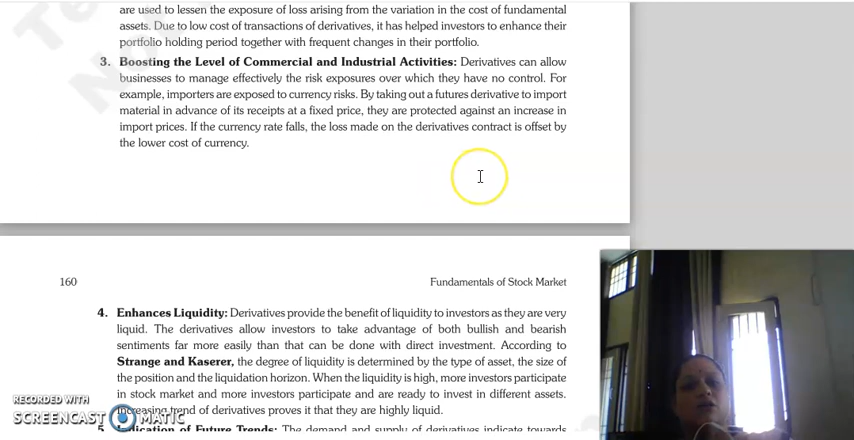 are used to lessen the exposure of loss arising from the variation in the cost of fundamental
assets. Due to low cost of transactions of derivatives, it has helped investors to enhance their
portfolio holding period together with frequent changes in their portfolio.
3. Boosting the Level of Commercial and Industrial Activities: Derivatives can allow
businesses to manage effectively the risk exposures over which they have no control. For
example, importers are exposed to currency risks. By taking out a futures derivative to import
material in advance of its receipts at a fixed price, they are protected against an increase in
import prices. If the currency rate falls, the loss made on the derivatives contract is offset by
the lower cost of currency.
160 Fundamentals of Stock Market
4. Enhances Liquidity: Derivatives provide the benefit of liquidity to investors as they are very
liquid. The derivatives allow investors to take advantage of both bullish and bearish
sentiments far more easily than that can be done with direct investment. According to
Strange and Kaserer, the degree of liquidity is determined by the type of asset, the size of
the position and the liquidation horizon. When the liquidity is high, more investors participate
in stock market and more investors participate and are ready to invest in different assets.
Increasing trend of derivatives proves it that they are highly liquid.
5. Indication of Future Trends: The demand and supply of derivatives indicate towards
RECORDED WITH
SCREENCAST MATIC